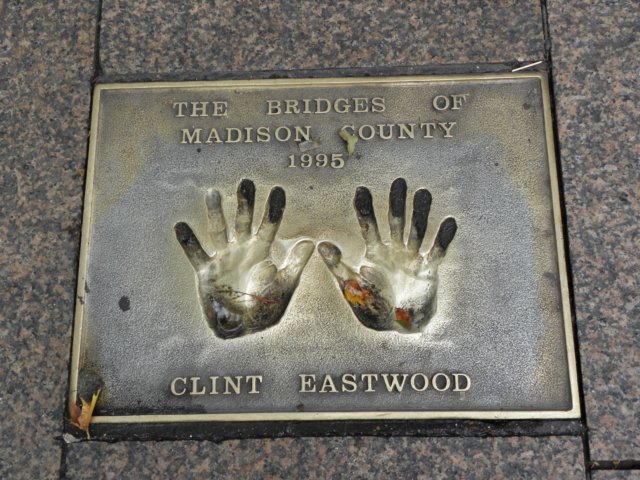 THE BRIDGES OF
MADISON COUNTY
1995
CLINT EASTWOOD